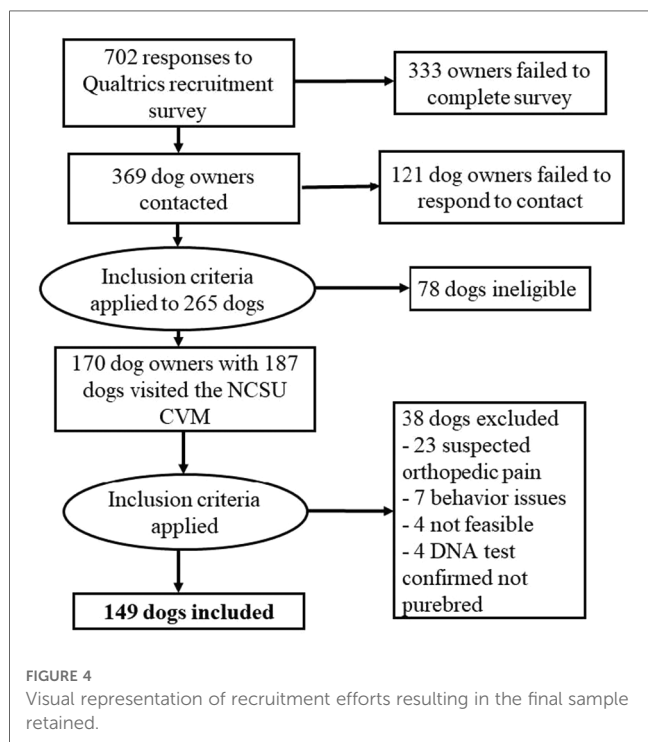 702 responses to
Qualtrics recruitment
survey
333 owners failed to
complete survey
369 dog owners
contacted
121 dog owners failed to
respond to contact
Inclusion criteria
applied to 265 dogs
78 dogs ineligible
170 dog owners with 187
dogs visited the NCSU
CVM
38 dogs excluded
- 23 suspected
orthopedic pain
- 7 behavior issues
- 4 not feasible
- 4 DNA test
confirmed not
purebred
Inclusion criteria
applied
149 dogs included
FIGURE 4
Visual representation of recruitment efforts resulting in the final sample
retained.